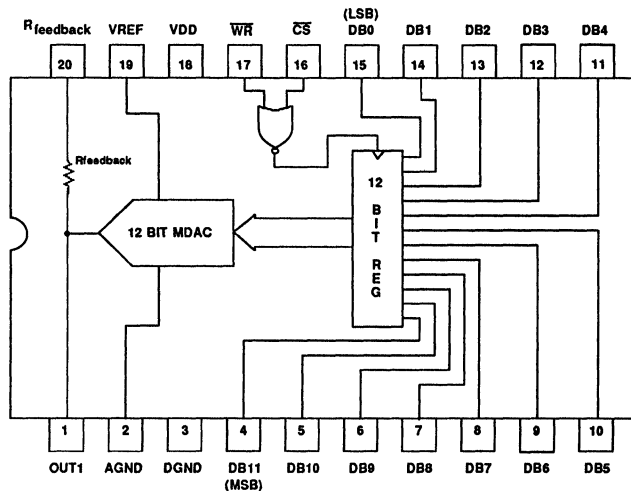 (LSB)
Rfeedback VREF VDD WR CS DB0 DB1 DB2 DB3 DB4
20 19 18 17 16 15 14 13 12 11
Rfeedback
12 BIT MDAC
12
B
I
T
R
E
G
1 2 3 4 5 6 7 8 9 10
OUT1 AGND DGND DB11 DB10 DB9 DB8 DB7 DB6 DB5
(MSB)